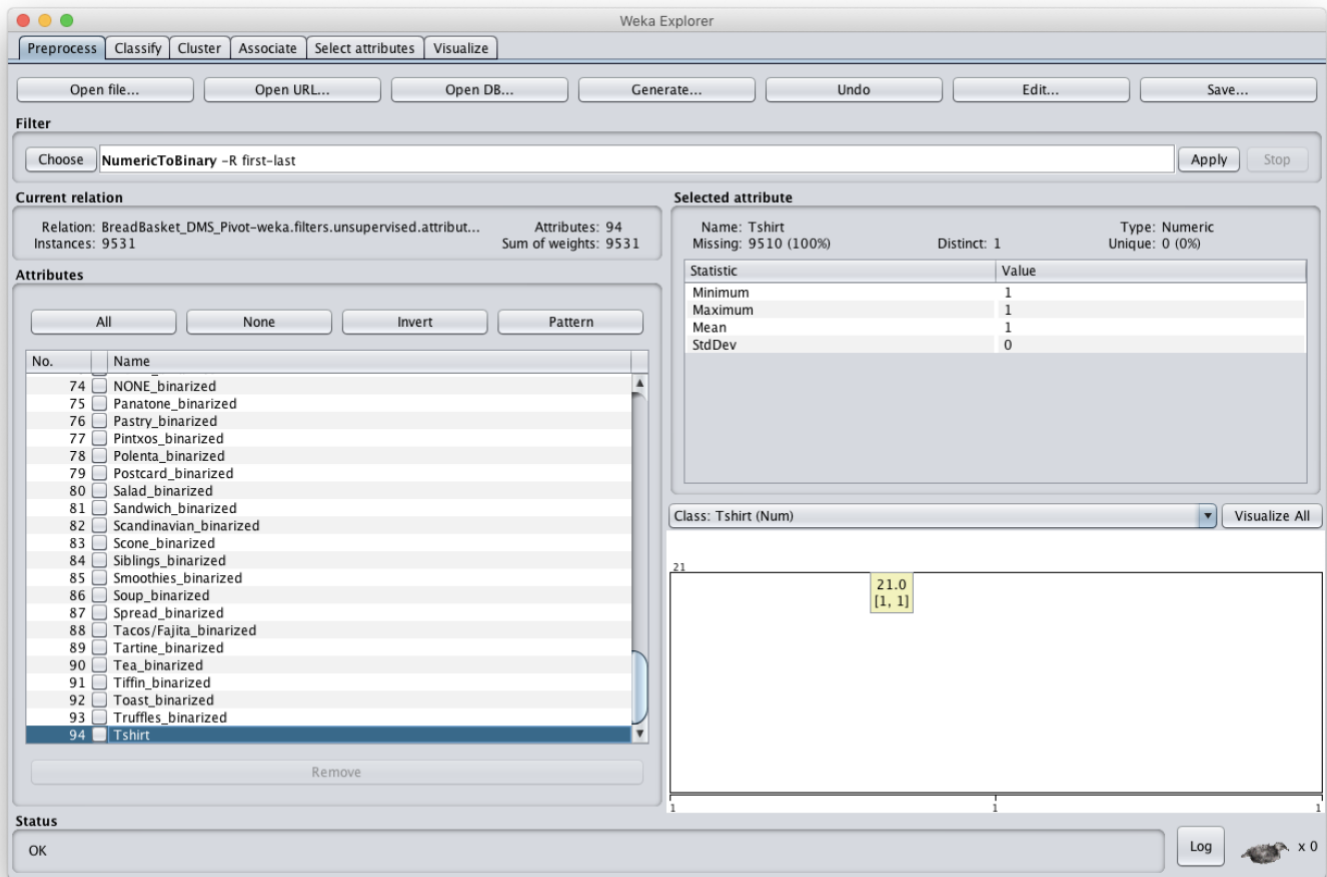 Weka Explorer
Preprocess Classify Cluster Associate Select attributes Visualize
Open file... Open URL... Open DB... Generate... Undo Edit... Save...
Filter
Choose NumericToBinary -R first-last Apply Stop
Current relation
Relation: BreadBasket_DMS_Pivot-weka.filters.unsupervised.attribut... Attributes: 94
Instances: 9531 Sum of weights: 9531
Selected attribute
Name: Tshirt Type: Numeric
Missing: 9510 (100%) Distinct: 1 Unique: 0 (0%)
Statistic Value
Minimum 1
Maximum 1
Mean 1
StdDev 0
Attributes
All None Invert Pattern
No. Name
74 NONE_binarized
75 Panatone_binarized
76 Pastry_binarized
77 Pintxos_binarized
78 Polenta_binarized
79 Postcard_binarized
80 Salad_binarized
81 Sandwich_binarized
82 Scandinavian_binarized
83 Scone_binarized
84 Siblings_binarized
85 Smoothies_binarized
86 Soup_binarized
87 Spread_binarized
88 Tacos/Fajita_binarized
89 Tartine_binarized
90 Tea_binarized
91 Tiffin_binarized
92 Toast_binarized
93 Truffles_binarized
94 Tshirt
Remove
Class: Tshirt (Num) Visualize All
21
21.0
[1, 1]
1 1 1
Status
OK
Log x 0